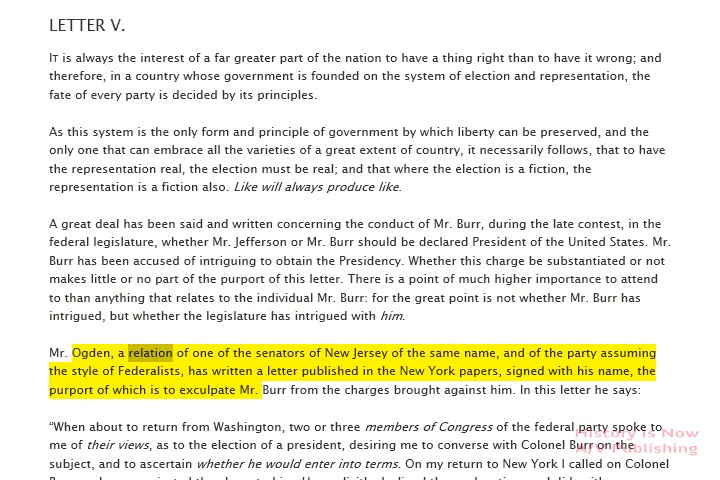 LETTER V.
IT is always the interest of a far greater part of the nation to have a thing right than to have it wrong; and
therefore, in a country whose government is founded on the system of election and representation, the
fate of every party is decided by its principles.
As this system is the only form and principle of government by which liberty can be preserved, and the
only one that can embrace all the varieties of a great extent of country, it necessarily follows, that to have
the representation real, the election must be real; and that where the election is a fiction, the
representation is a fiction also. Like will always produce like.
A great deal has been said and written concerning the conduct of Mr. Burr, during the late contest, in the
federal legislature, whether Mr. Jefferson or Mr. Burr should be declared President of the United States. Mr.
Burr has been accused of intriguing to obtain the Presidency. Whether this charge be substantiated or not
makes little or no part of the purport of this letter. There is a point of much higher importance to attend
to than anything that relates to the individual Mr. Burr: for the great point is not whether Mr. Burr has
intrigued, but whether the legislature has intrigued with him.
Mr. Ogden, a relation of one of the senators of New Jersey of the same name, and of the party assuming
the style of Federalists, has written a letter published in the New York papers, signed with his name, the
purport of which is to exculpate Mr. Burr from the charges brought against him. In this letter he says:
“When about to return from Washington, two or three members of Congress of the federal party spoke to
me of their views, as to the election of a president, desiring me to converse with Colonel Burr on the
subject, and to ascertain whether he would enter into terms. On my return to New York I called on Colonel
History Is Now
A/V Publishing